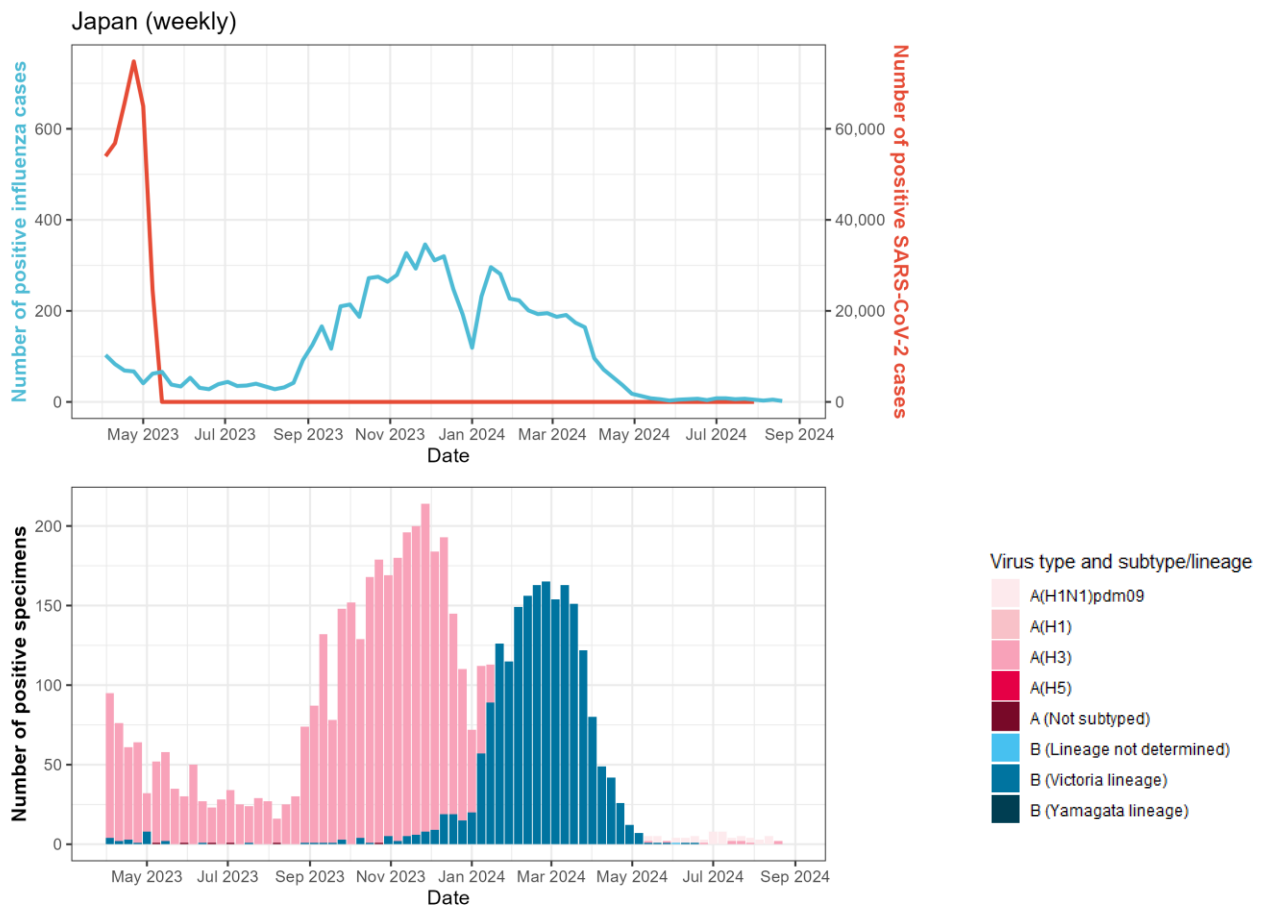 Japan (weekly)
Number of positive influenza cases
Number of positive SARS-CoV-2 cases
600
400
200
0
60,000
40,000
20,000
0
May 2023 Jul 2023 Sep 2023 Nov 2023 Jan 2024 Mar 2024 May 2024 Jul 2024 Sep 2024
Date
Number of positive specimens
200
150
100
50
0
May 2023 Jul 2023 Sep 2023 Nov 2023 Jan 2024 Mar 2024 May 2024 Jul 2024 Sep 2024
Date
Virus type and subtype/lineage
A(H1N1)pdm09
A(H1)
A(H3)
A(H5)
A (Not subtyped)
B (Lineage not determined)
B (Victoria lineage)
B (Yamagata lineage)